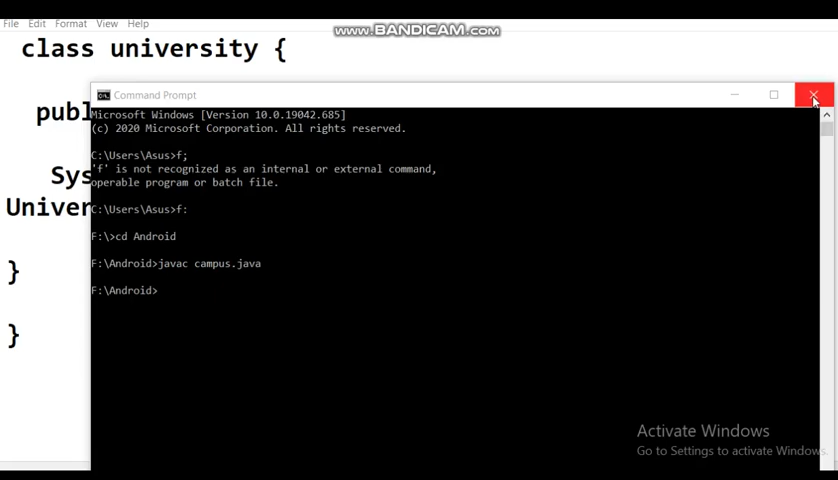 www.BANDICAM.com
File Edit Format View Help
class university {
publ
Sys
Univer
}
}
Command Prompt
Microsoft Windows [Version 10.0.19042.685]
(c) 2020 Microsoft Corporation. All rights reserved.
C:\Users\Asus>f;
'f' is not recognized as an internal or external command,
operable program or batch file.
C:\Users\Asus>f:
F:\>cd Android
F:\Android>javac campus.java
F:\Android>
Activate Windows
Go to Settings to activate Windows.